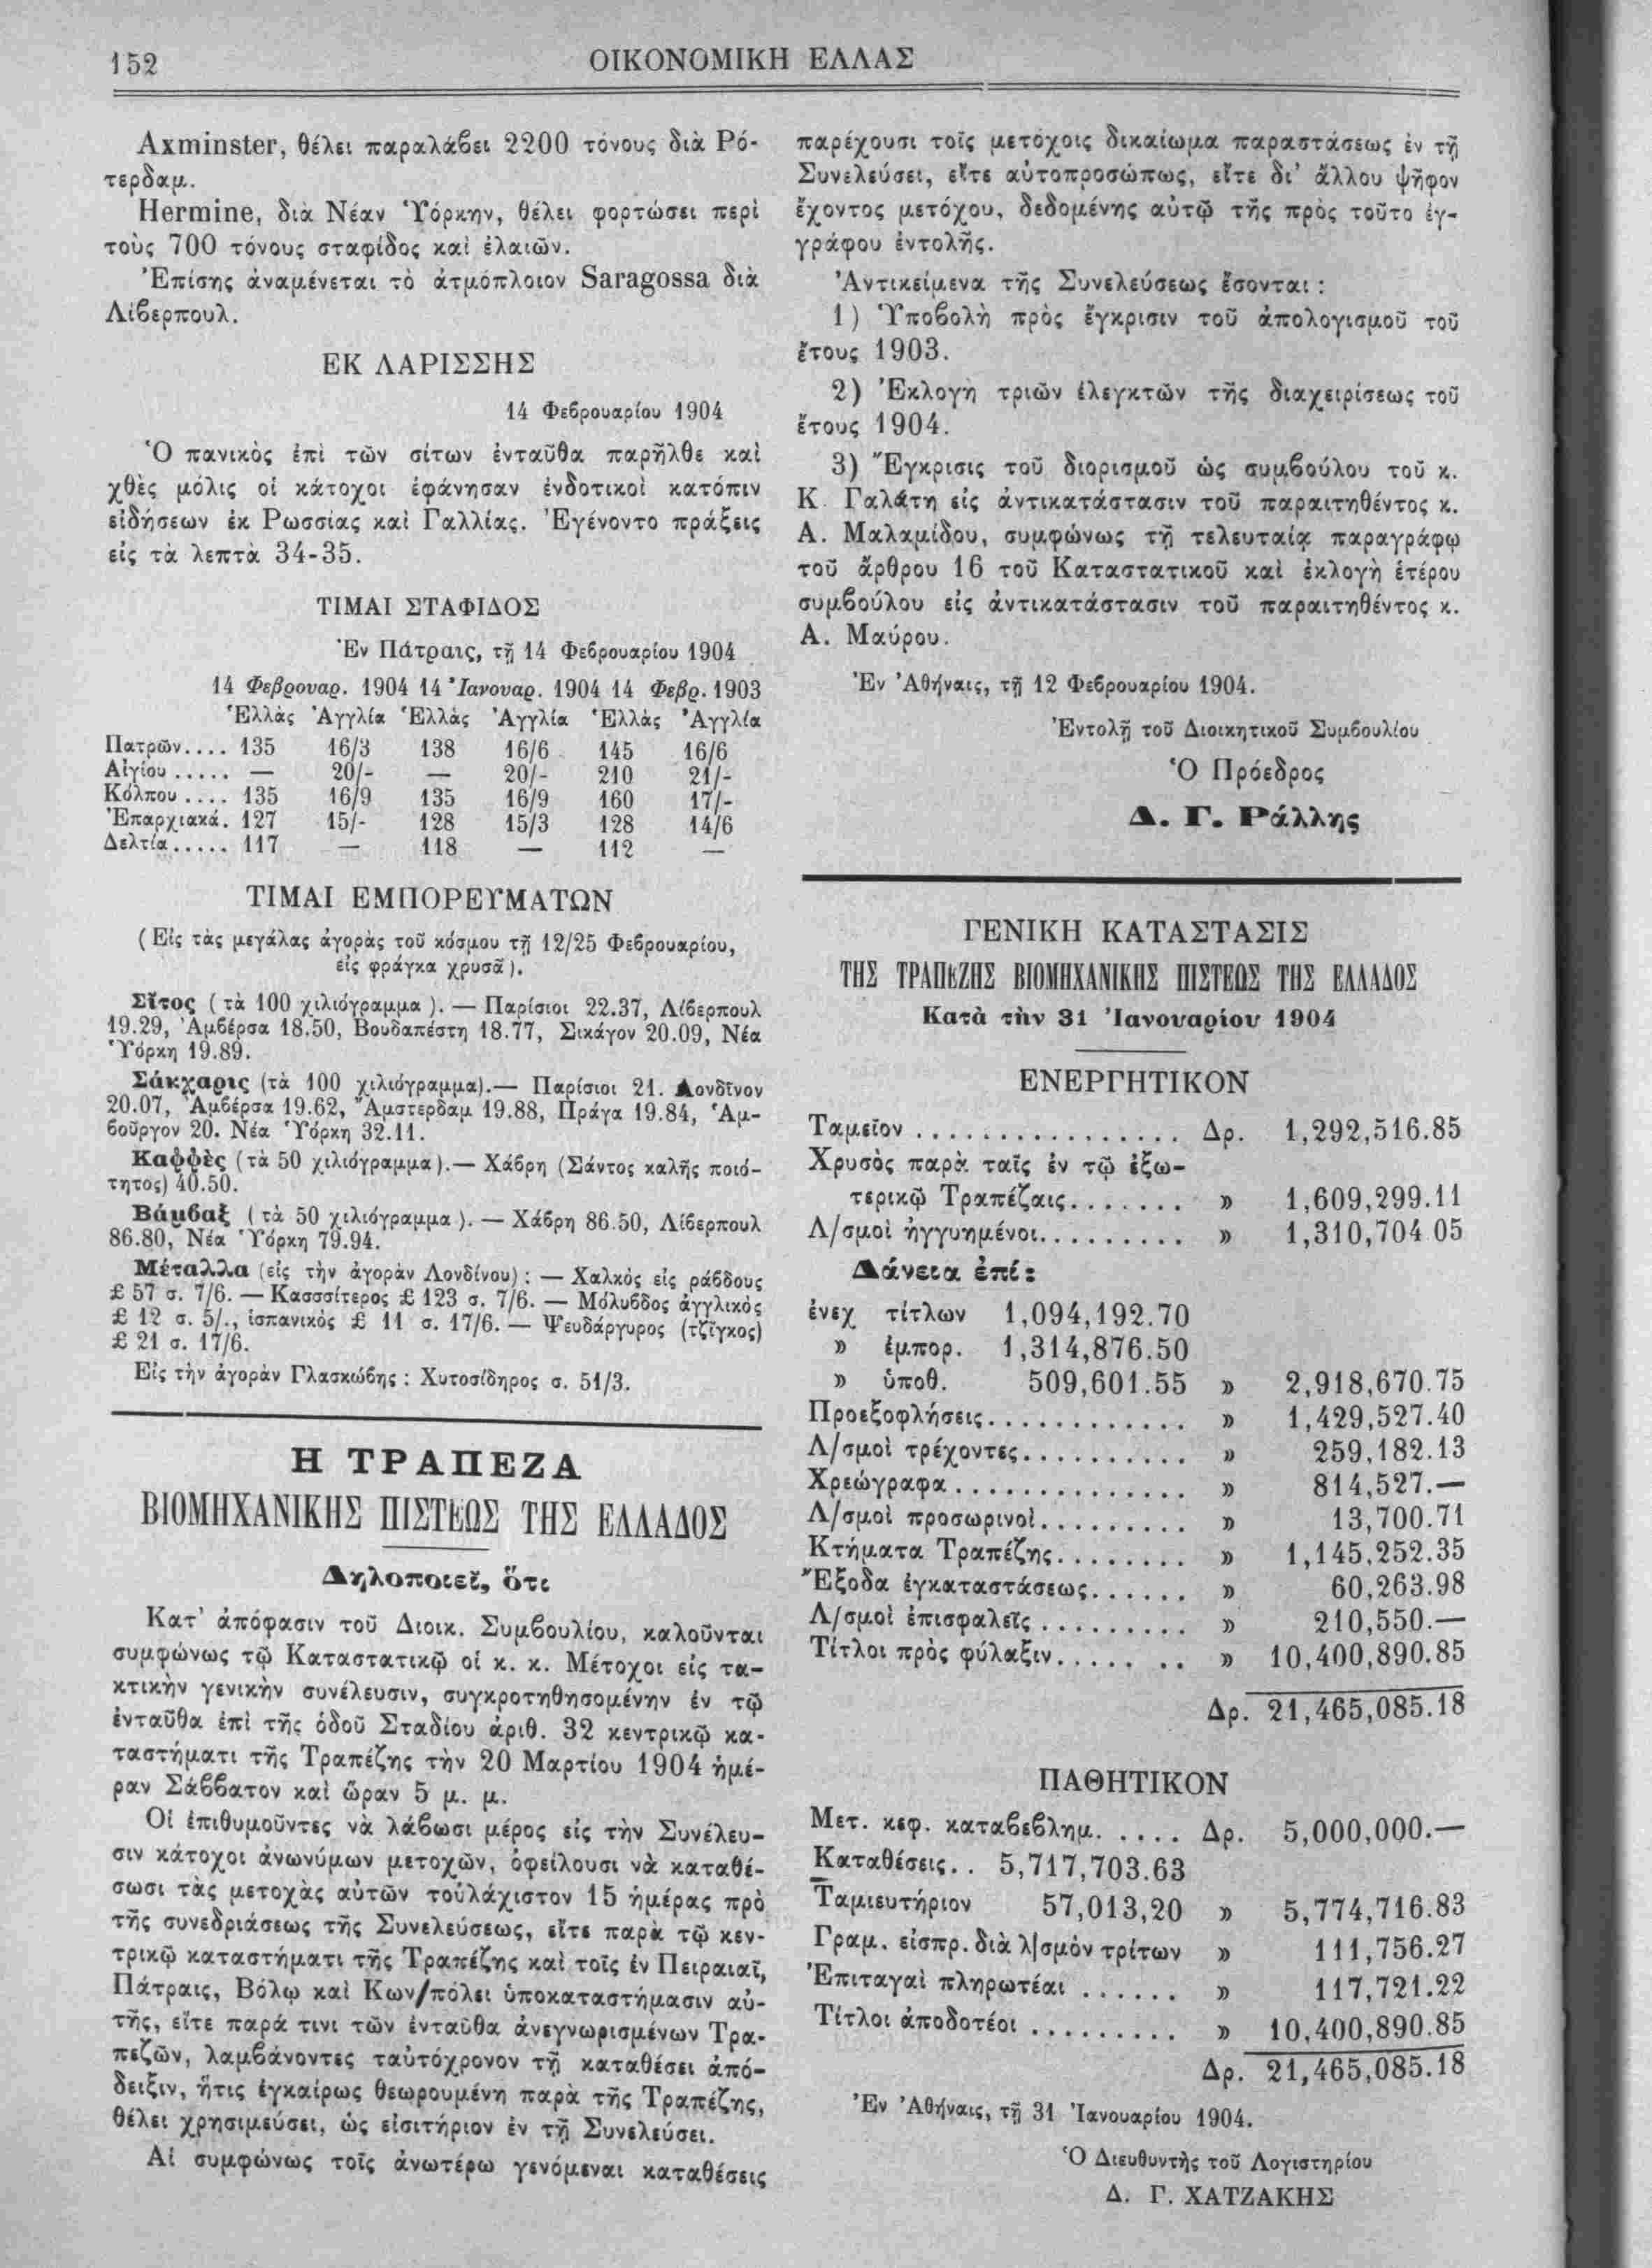 152
ΟΙΚΟΝΟΜΙΚΗ ΕΛΛΑΣ
Axminster, θέλει παραλάβει 2200 τόνους διὰ Ρό-
τερδαμ.
Hermine, διὰ Νέαν Ὑόρκην, θέλει φορτώσει περὶ
τοὺς 700 τόνους σταφίδος καὶ ἐλαιῶν.
Ἐπίσης ἀναμένεται τὸ ἀτμόπλοιον Saragossa διὰ
Λίβερπουλ.
ΕΚ ΛΑΡΙΣΣΗΣ
14 Φεβρουαρίου 1904
Ὁ πανικὸς ἐπὶ τῶν σίτων ἐνταῦθα παρῆλθε καὶ
χθὲς μόλις οἱ κάτοχοι ἐφάνησαν ἐνδοτικοὶ κατόπιν
εἰδήσεων ἐκ Ρωσσίας καὶ Γαλλίας. Ἐγένοντο πράξεις
εἰς τὰ λεπτὰ 34-35.
ΤΙΜΑΙ ΣΤΑΦΙΔΟΣ
Ἐν Πάτραις, τῇ 14 Φεβρουαρίου 1904
14 Φεβρουαρ. 1904 14 Ἰανουαρ. 1904 14 Φεβρ. 1903
Ἑλλὰς Ἀγγλία Ἑλλὰς Ἀγγλία Ἑλλὰς Ἀγγλία
Πατρῶν.... 135 16/3 138 16/6 145 16/6
Αἰγίου..... — 20/- — 20/- 210 21/-
Κόλπου.... 135 16/9 135 16/9 160 17/-
Ἐπαρχιακά. 127 15/- 128 15/3 128 14/6
Δελτία..... 117 — 118 — 112 —
ΤΙΜΑΙ ΕΜΠΟΡΕΥΜΑΤΩΝ
(Εἰς τὰς μεγάλας ἀγορὰς τοῦ κόσμου τῇ 12/25 Φεβρουαρίου,
εἰς φράγκα χρυσᾶ).
Σῖτος (τὰ 100 χιλιόγραμμα). — Παρίσιοι 22.37, Λίβερπουλ
19.29, Ἀμβέρσα 18.50, Βουδαπέστη 18.77, Σικάγον 20.09, Νέα
Ὑόρκη 19.89.
Σάκχαρις (τὰ 100 χιλιόγραμμα).— Παρίσιοι 21. Λονδῖνον
20.07, Ἀμβέρσα 19.62, Ἄμστερδαμ 19.88, Πράγα 19.84, Ἁμ-
βοῦργον 20. Νέα Ὑόρκη 32.11.
Καφφὲς (τὰ 50 χιλιόγραμμα).— Χάβρη (Σάντος καλῆς ποιό-
τητος) 40.50.
Βάμβαξ (τὰ 50 χιλιόγραμμα). — Χάβρη 86.50, Λίβερπουλ
86.80, Νέα Ὑόρκη 79.94.
Μέταλλα (εἰς τὴν ἀγορὰν Λονδίνου): — Χαλκὸς εἰς ράβδους
£ 57 σ. 7/6. — Κασσσίτερος £ 123 σ. 7/6. — Μόλυβδος ἀγγλικὸς
£ 12 σ. 5/., ἱσπανικὸς £ 11 σ. 17/6. — Ψευδάργυρος (τζίγκος)
£ 21 σ. 17/6.
Εἰς τὴν ἀγορὰν Γλασκώβης: Χυτοσίδηρος σ. 51/3.
Η ΤΡΑΠΕΖΑ
ΒΙΟΜΗΧΑΝΙΚΗΣ ΠΙΣΤΕΩΣ ΤΗΣ ΕΛΛΑΔΟΣ
Δηλοποιεῖ, ὅτι
Κατ' ἀπόφασιν τοῦ Διοικ. Συμβουλίου, καλοῦνται
συμφώνως τῷ Καταστατικῷ οἱ κ. κ. Μέτοχοι εἰς τα-
κτικὴν γενικὴν συνέλευσιν, συγκροτηθησομένην ἐν τῷ
ἐνταῦθα ἐπὶ τῆς ὁδοῦ Σταδίου ἀριθ. 32 κεντρικῷ κα-
ταστήματι τῆς Τραπέζης τὴν 20 Μαρτίου 1904 ἡμέ-
ραν Σάββατον καὶ ὥραν 5 μ. μ.
Οἱ ἐπιθυμοῦντες νὰ λάβωσι μέρος εἰς τὴν Συνέλευ-
σιν κάτοχοι ἀνωνύμων μετοχῶν, ὀφείλουσι νὰ καταθέ-
σωσι τὰς μετοχὰς αὐτῶν τοὐλάχιστον 15 ἡμέρας πρὸ
τῆς συνεδριάσεως τῆς Συνελεύσεως, εἴτε παρὰ τῷ κεν-
τρικῷ καταστήματι τῆς Τραπέζης καὶ τοῖς ἐν Πειραιαῖ,
Πάτραις, Βόλῳ καὶ Κων/πόλει ὑποκαταστήμασιν αὐ-
τῆς, εἴτε παρά τινι τῶν ἐνταῦθα ἀνεγνωρισμένων Τρα-
πεζῶν, λαμβάνοντες ταὐτόχρονον τῇ καταθέσει ἀπό-
δειξιν, ἥτις ἐγκαίρως θεωρουμένη παρὰ τῆς Τραπέζης,
θέλει χρησιμεύσει, ὡς εἰσιτήριον ἐν τῇ Συνελεύσει.
Αἱ συμφώνως τοῖς ἀνωτέρω γενόμεναι καταθέσεις
παρέχουσι τοῖς μετόχοις δικαίωμα παραστάσεως ἐν τῇ
Συνελεύσει, εἴτε αὐτοπροσώπως, εἴτε δι' ἄλλου ψῆφον
ἔχοντος μετόχου, δεδομένης αὐτῷ τῆς πρὸς τοῦτο ἐγ-
γράφου ἐντολῆς.
Ἀντικείμενα τῆς Συνελεύσεως ἔσονται:
1) Ὑποβολὴ πρὸς ἔγκρισιν τοῦ ἀπολογισμοῦ τοῦ
ἔτους 1903.
2) Ἐκλογὴ τριῶν ἐλεγκτῶν τῆς διαχειρίσεως τοῦ
ἔτους 1904.
3) Ἔγκρισις τοῦ διορισμοῦ ὡς συμβούλου τοῦ κ.
Κ. Γαλάτη εἰς ἀντικατάστασιν τοῦ παραιτηθέντος κ.
Α. Μαλαμίδου, συμφώνως τῇ τελευταίᾳ παραγράφῳ
τοῦ ἄρθρου 16 τοῦ Καταστατικοῦ καὶ ἐκλογὴ ἑτέρου
συμβούλου εἰς ἀντικατάστασιν τοῦ παραιτηθέντος κ.
Α. Μαύρου.
Ἐν Ἀθήναις, τῇ 12 Φεβρουαρίου 1904.
Ἐντολῇ τοῦ Διοικητικοῦ Συμβουλίου
Ὁ Πρόεδρος
Δ. Γ. Ράλλης
ΓΕΝΙΚΗ ΚΑΤΑΣΤΑΣΙΣ
ΤΗΣ ΤΡΑΠΕΖΗΣ ΒΙΟΜΗΧΑΝΙΚΗΣ ΠΙΣΤΕΩΣ ΤΗΣ ΕΛΛΑΔΟΣ
Κατὰ τὴν 31 Ἰανουαρίου 1904
ΕΝΕΡΓΗΤΙΚΟΝ
Ταμεῖον................ Δρ. 1,292,516.85
Χρυσὸς παρὰ ταῖς ἐν τῷ ἐξω-
τερικῷ Τραπέζαις........ » 1,609,299.11
Λ/σμοὶ ἠγγυημένοι......... » 1,310,704 05
Δάνεια ἐπί:
ἐνεχ τίτλων 1,094,192.70
» ἐμπορ. 1,314,876.50
» ὑποθ. 509,601.55 » 2,918,670.75
Προεξοφλήσεις............ » 1,429,527.40
Λ/σμοὶ τρέχοντες.......... » 259,182.13
Χρεώγραφα.............. » 814,527.—
Λ/σμοὶ προσωρινοὶ......... » 13,700.71
Κτήματα Τραπέζης........ » 1,145,252.35
Ἔξοδα ἐγκαταστάσεως...... » 60,263.98
Λ/σμοὶ ἐπισφαλεῖς......... » 210,550.—
Τίτλοι πρὸς φύλαξιν..... .. » 10,400,890.85
Δρ. 21,465,085.18
ΠΑΘΗΤΙΚΟΝ
Μετ. κεφ. καταβεβλημ. .... Δρ. 5,000,000.—
Καταθέσεις.. 5,717,703.63
Ταμιευτήριον 57,013,20 » 5,774,716.83
Γραμ. εἰσπρ. διὰ λ|σμὸν τρίτων » 111,756.27
Ἐπιταγαὶ πληρωτέαι...... » 117,721.22
Τίτλοι ἀποδοτέοι......... » 10,400,890.85
Δρ. 21,465,085.18
Ἐν Ἀθήναις, τῇ 31 Ἰανουαρίου 1904.
Ὁ Διευθυντὴς τοῦ Λογιστηρίου
Δ. Γ. ΧΑΤΖΑΚΗΣ